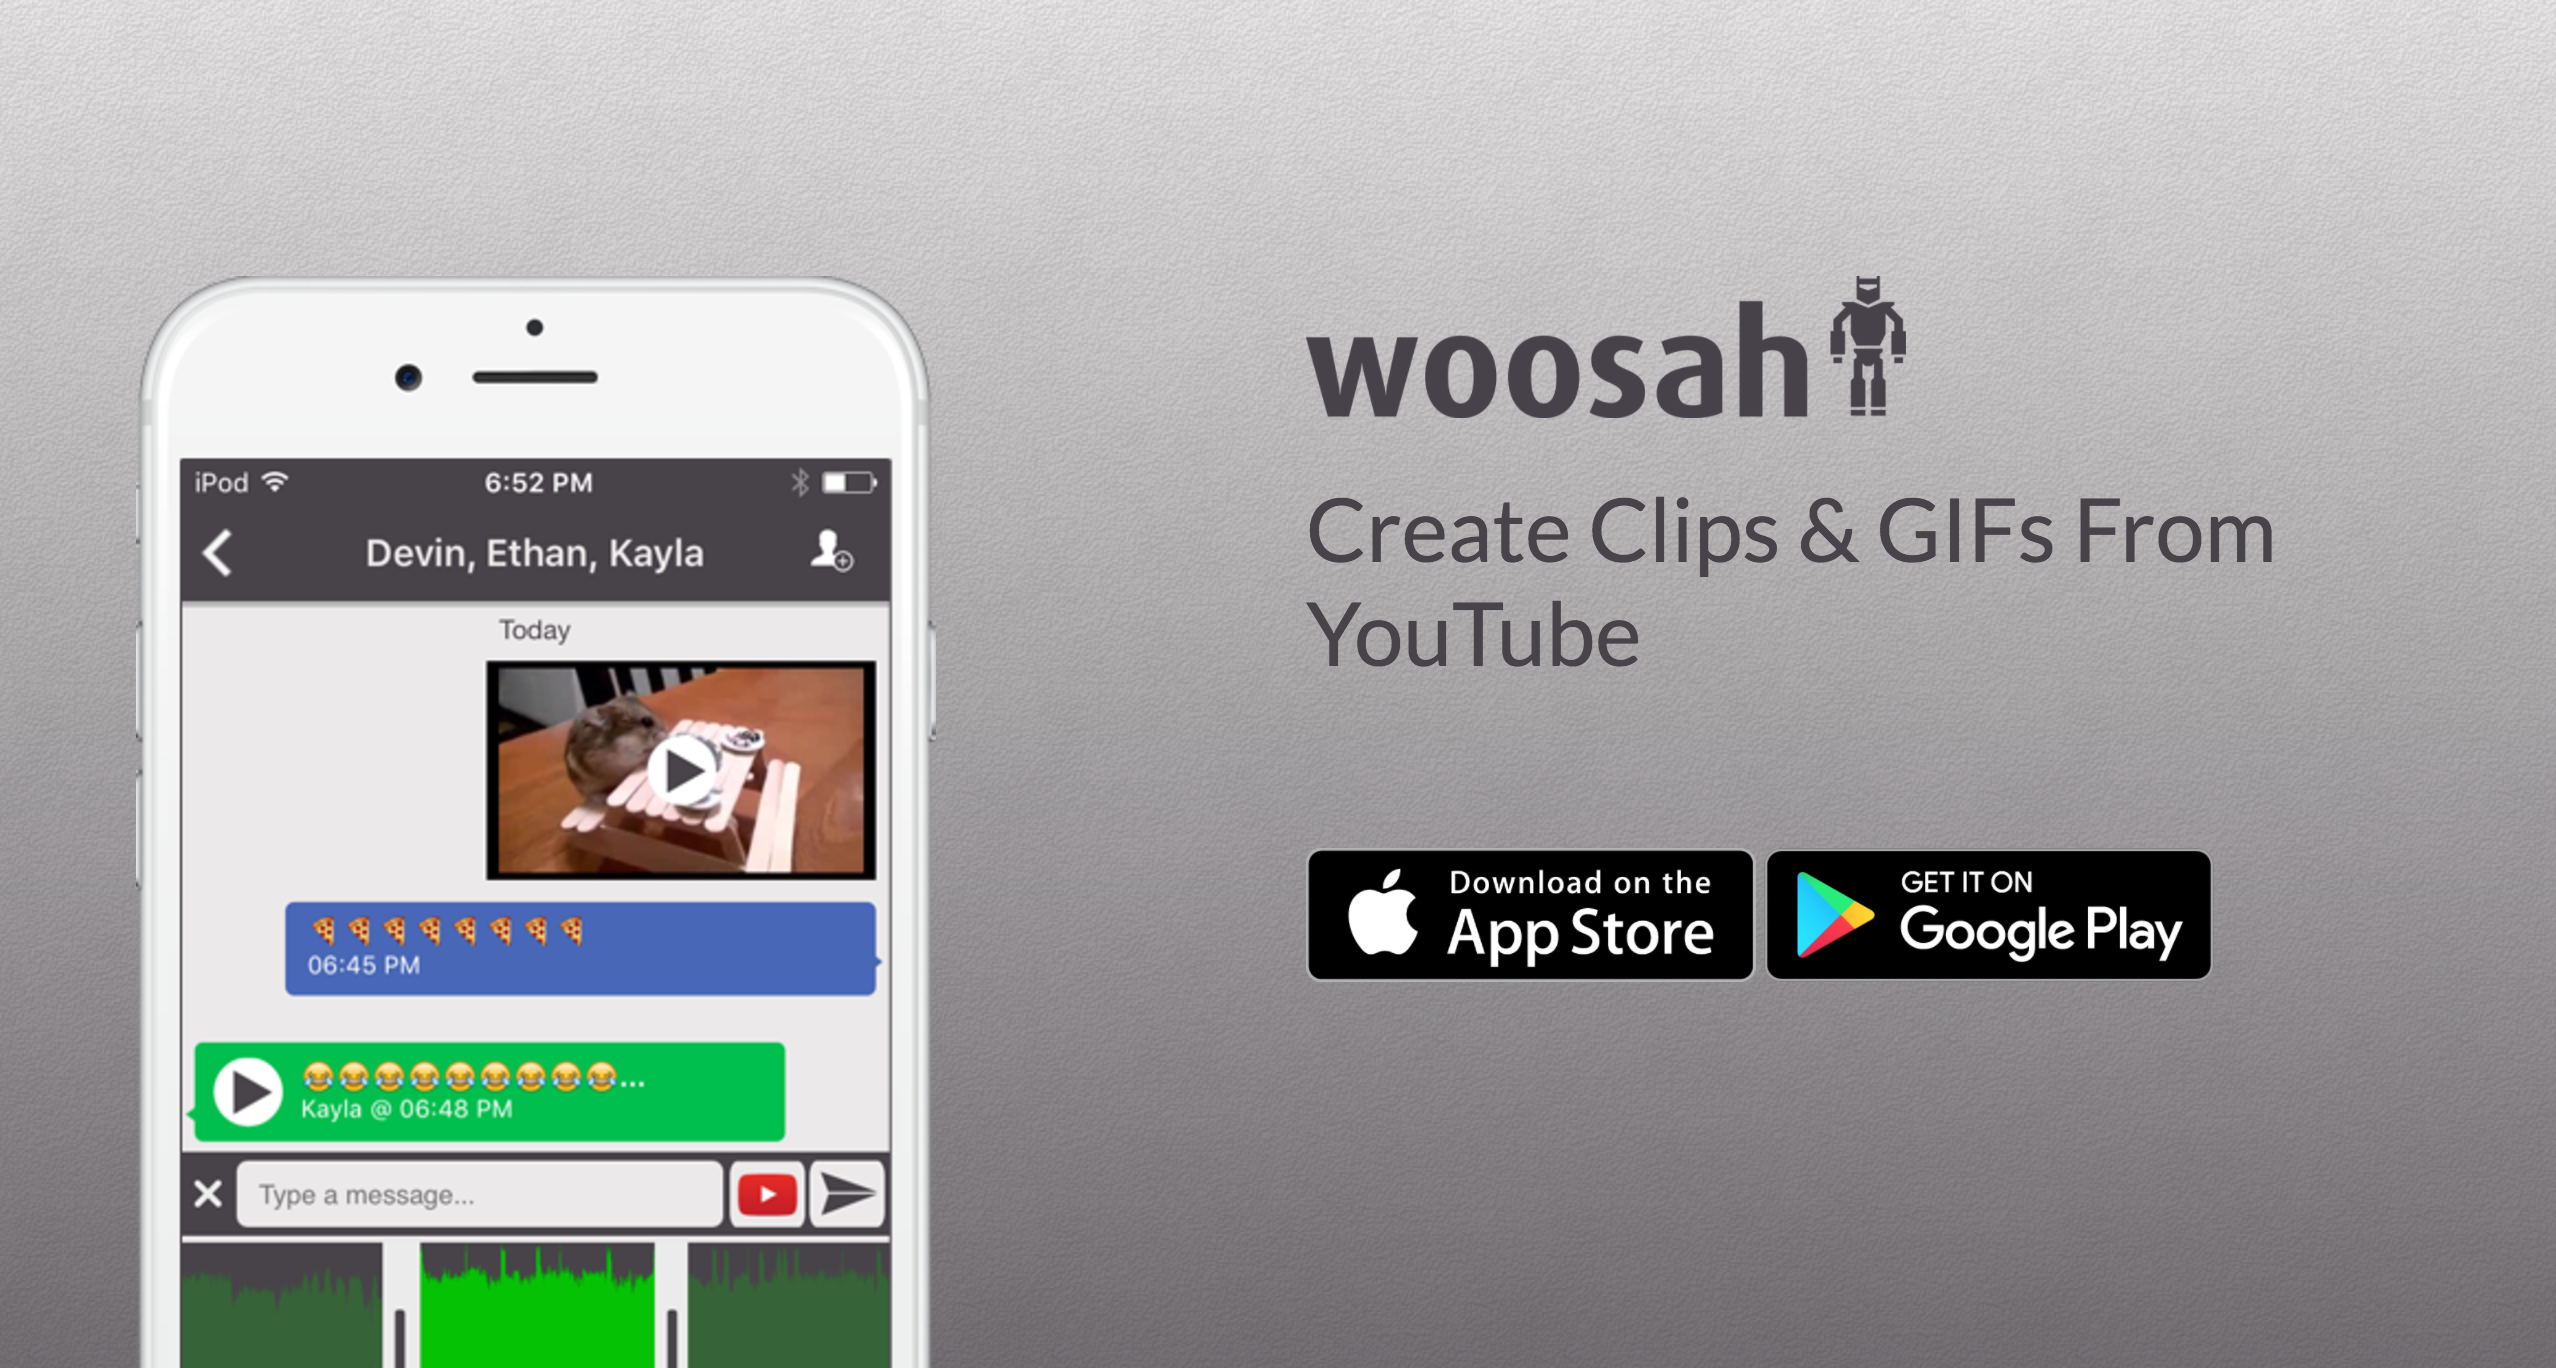 iPod 6:52 PM
Devin, Ethan, Kayla
Today
🍕🍕🍕🍕🍕🍕🍕🍕
06:45 PM
😂😂😂😂😂😂😂😂😂...
Kayla @ 06:48 PM
Type a message...
woosah
Create Clips & GIFs From
YouTube
Download on the
App Store
GET IT ON
Google Play